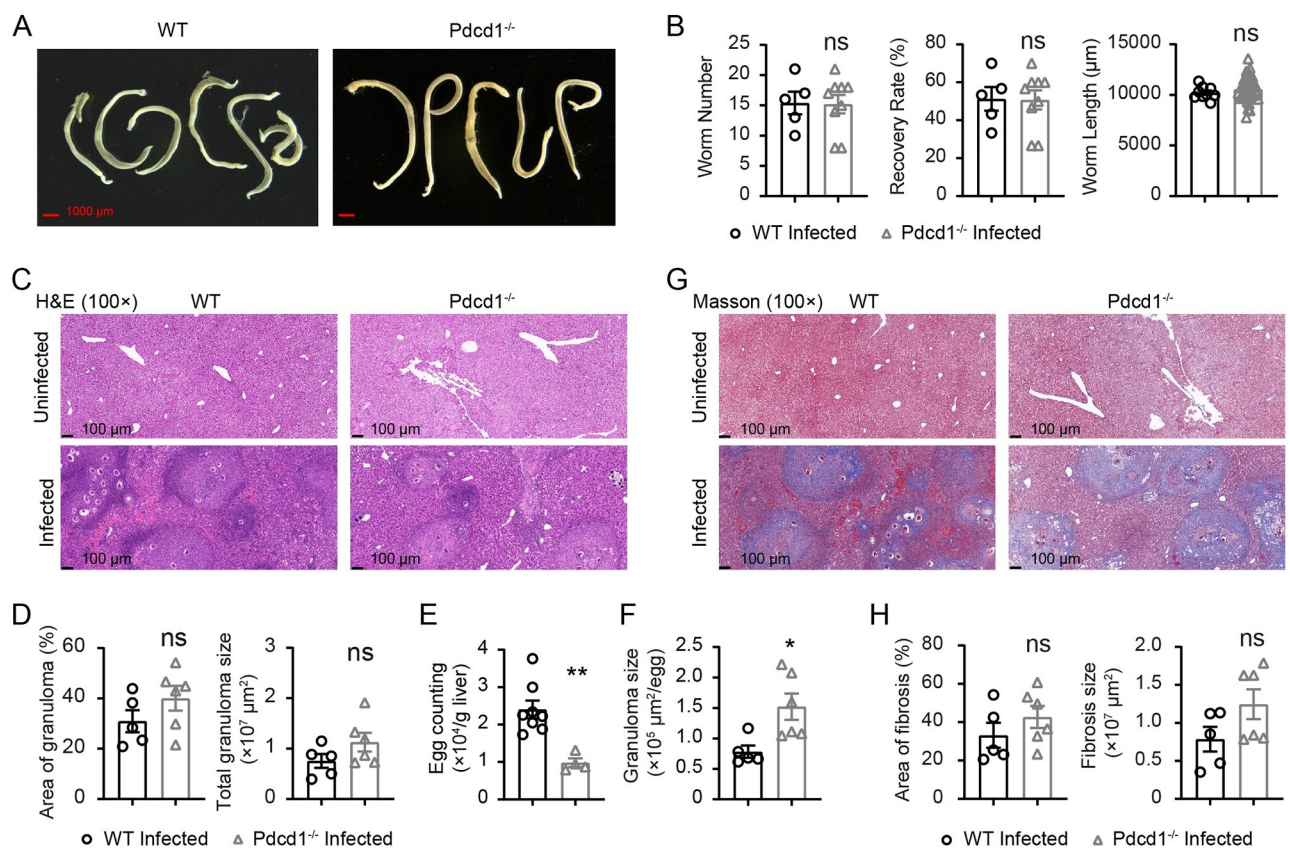 A
WT
Pdcd1-/-
1000 µm
B
Worm Number
25
20
15
10
5
0
ns
Recovery Rate (%)
80
60
40
20
0
ns
Worm Length (µm)
15000
10000
5000
0
ns
WT Infected
Pdcd1-/- Infected
C
H&E (100×)
WT
Pdcd1-/-
Uninfected
100 µm
100 µm
Infected
100 µm
100 µm
G
Masson (100×)
WT
Pdcd1-/-
Uninfected
100 µm
100 µm
Infected
100 µm
100 µm
D
Area of granuloma (%)
60
40
20
0
ns
Total granuloma size
(×10⁷ µm²)
3
2
1
0
ns
WT Infected
Pdcd1-/- Infected
E
Egg counting
(×10⁴/g liver)
4
3
2
1
0
**
F
Granuloma size
(×10⁵ µm²/egg)
2.5
2.0
1.5
1.0
0.5
0
*
H
Area of fibrosis (%)
80
60
40
20
0
ns
Fibrosis size
(×10⁷ µm²)
2.0
1.5
1.0
0.5
0
ns
WT Infected
Pdcd1-/- Infected